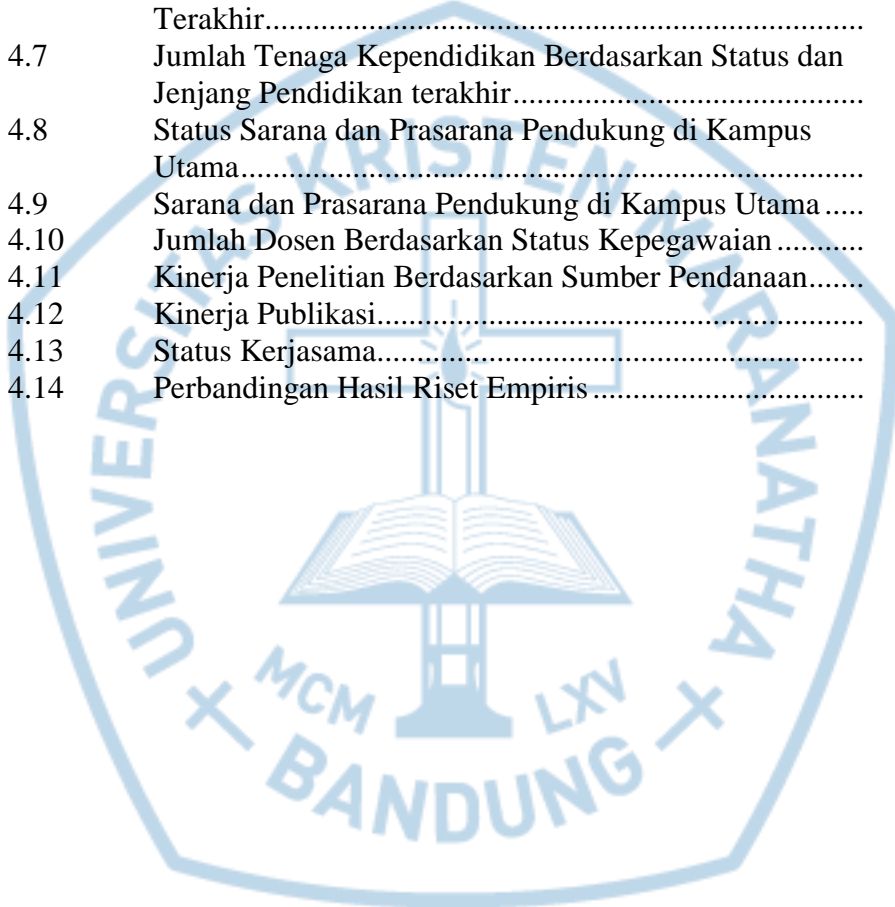 Terakhir..................................................................
4.7 Jumlah Tenaga Kependidikan Berdasarkan Status dan
Jenjang Pendidikan terakhir......................................
4.8 Status Sarana dan Prasarana Pendukung di Kampus
Utama....................................................................
4.9 Sarana dan Prasarana Pendukung di Kampus Utama .....
4.10 Jumlah Dosen Berdasarkan Status Kepegawaian ..........
4.11 Kinerja Penelitian Berdasarkan Sumber Pendanaan.......
4.12 Kinerja Publikasi.....................................................
4.13 Status Kerjasama.....................................................
4.14 Perbandingan Hasil Riset Empiris ..............................
UNIVERSITAS KRISTEN MARANATHA
MCM LXV
BANDUNG